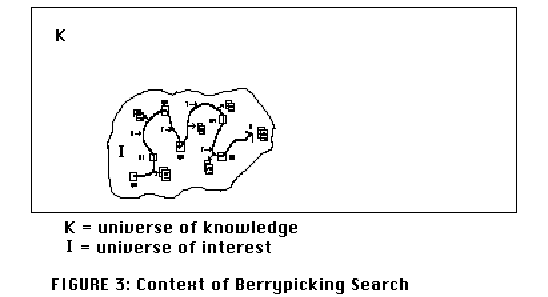 K
I
K = universe of knowledge
I = universe of interest
FIGURE 3: Context of Berrypicking Search